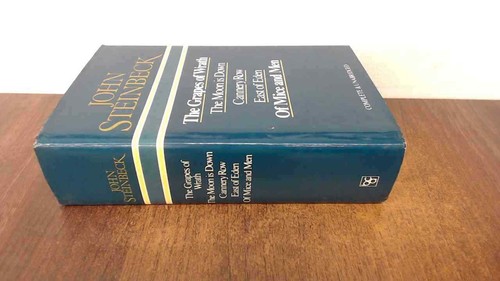 JOHN
STEINBECK
The Grapes of Wrath
The Moon is Down
Cannery Row
East of Eden
Of Mice and Men
COMPLETE & UNABRIDGED
JOHN
STEINBECK
The Grapes of
Wrath
The Moon is Down
Cannery Row
East of Eden
Of Mice and Men